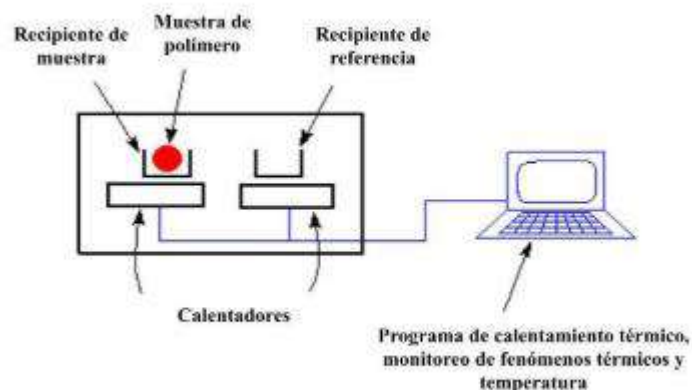 Recipiente de
muestra
Muestra de
polímero
Recipiente de
referencia
Calentadores
Programa de calentamiento térmico,
monitoreo de fenómenos térmicos y
temperatura